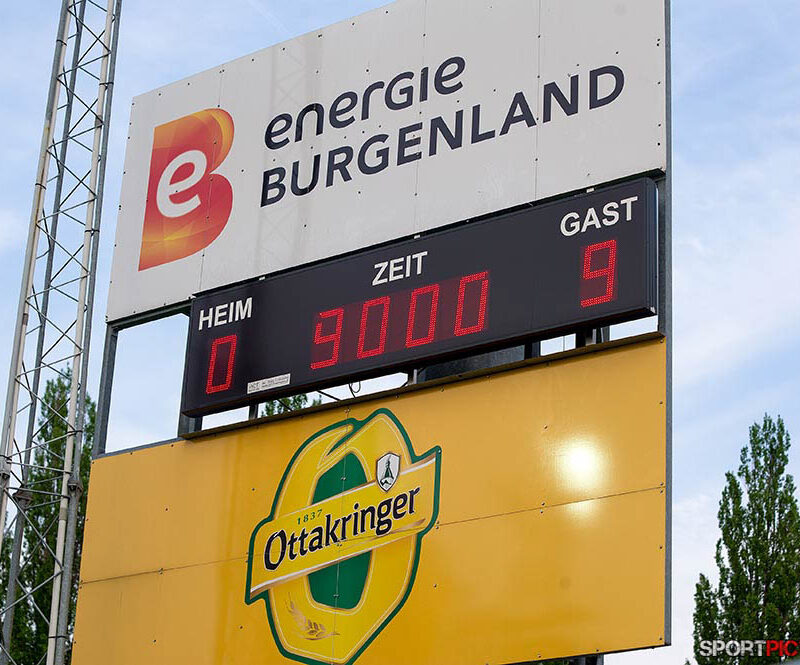 e
energie
BURGENLAND
HEIM ZEIT GAST
0 9000 9
1837
Ottakringer
SPORTPIC